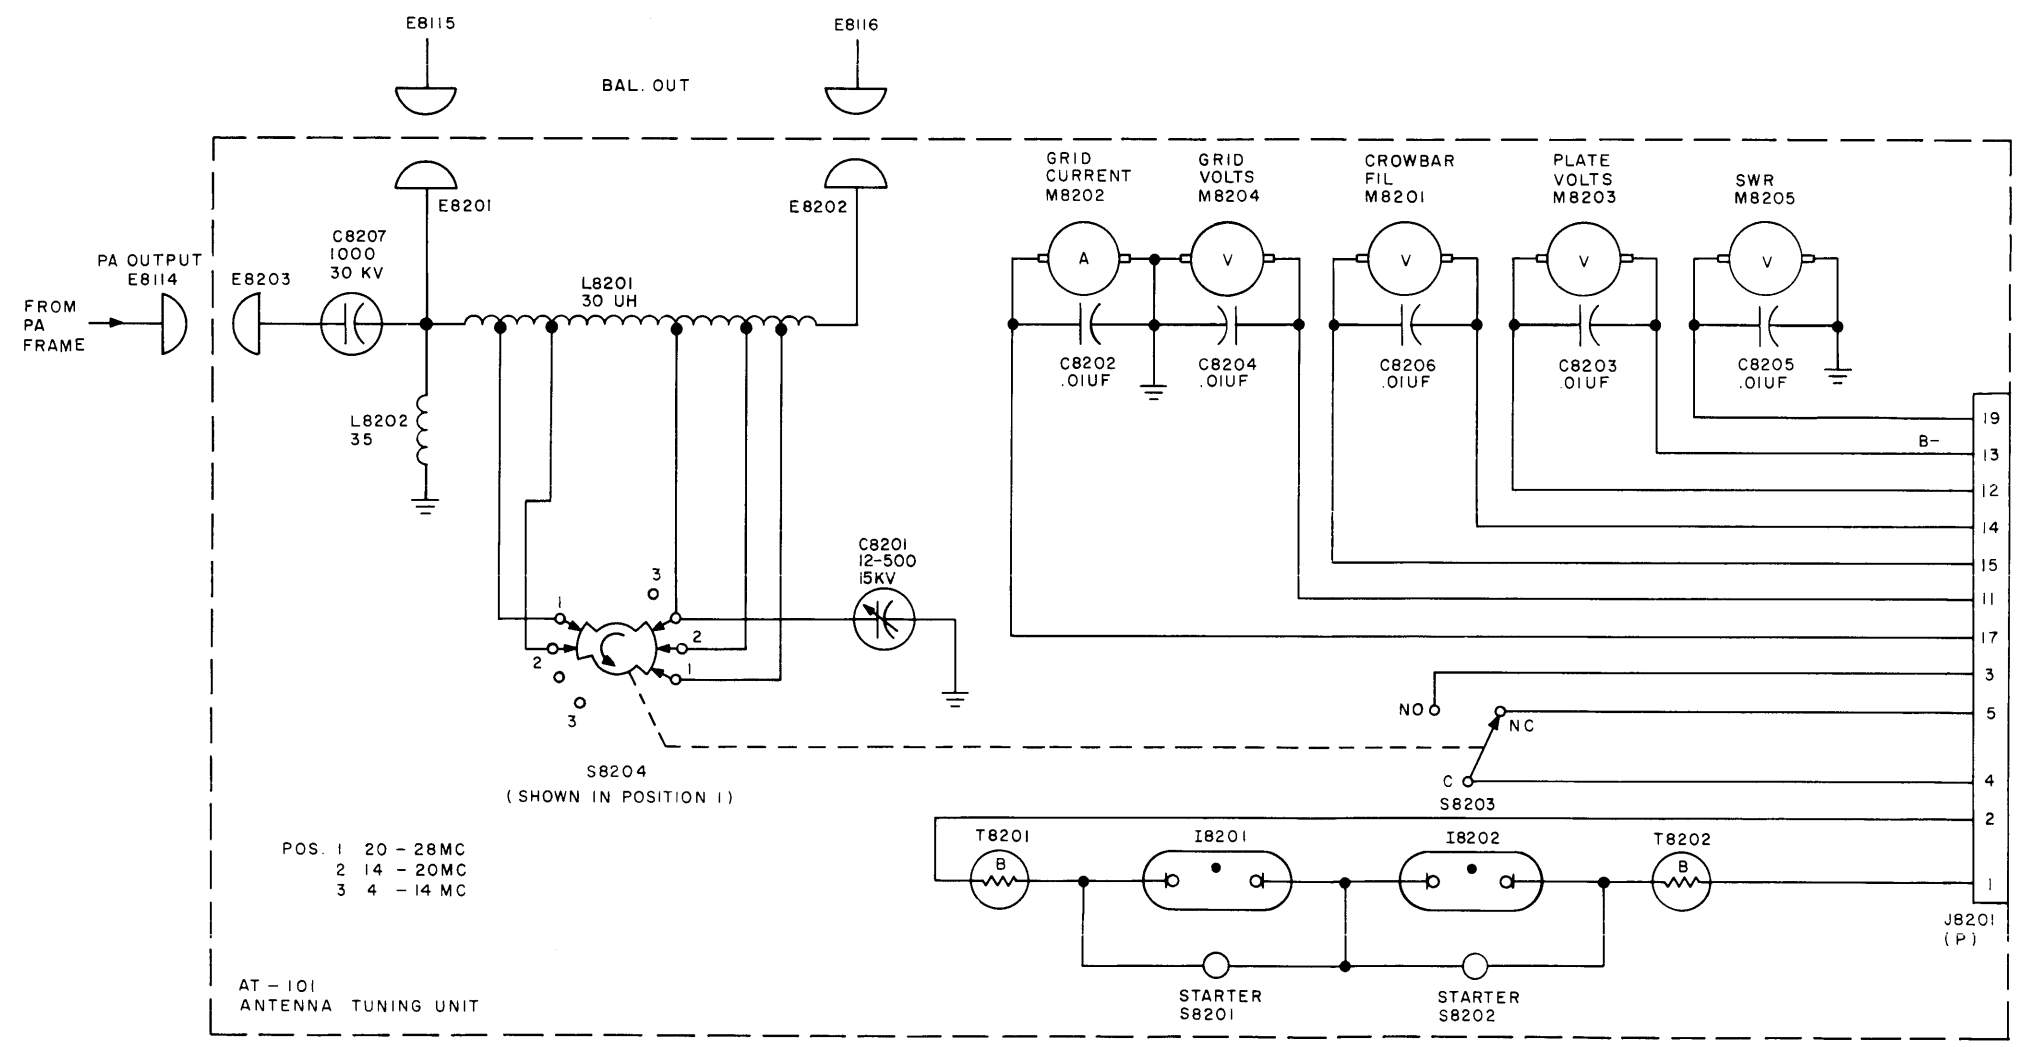 E8115
E8116
BAL. OUT
E8201
E8202
GRID
CURRENT
M8202
GRID
VOLTS
M8204
CROWBAR
FIL
M8201
PLATE
VOLTS
M8203
SWR
M8205
PA OUTPUT
E8114
E8203
C8207
1000
30 KV
FROM
PA
FRAME
L8201
30 UH
A
V
V
V
V
C8202
.01UF
C8204
.01UF
C8206
.01UF
C8203
.01UF
C8205
.01UF
L8202
35
19
B-
13
12
14
15
11
17
3
5
4
2
1
C8201
12-500
15KV
3
1
2
2
1
3
NO
NC
C
S8203
S8204
(SHOWN IN POSITION 1)
POS. 1 20 - 28MC
2 14 - 20MC
3 4 - 14 MC
T8201
B
I8201
I8202
T8202
B
J8201
(P)
STARTER
S8201
STARTER
S8202
AT - 101
ANTENNA TUNING UNIT